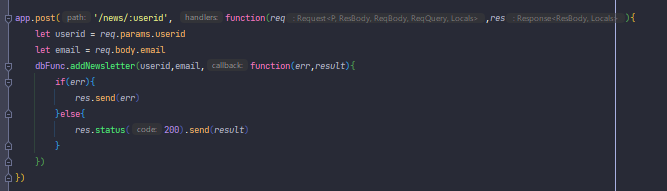 app.post( path: '/news/:userid', handlers: function(req : Request<P, ResBody, ReqBody, ReqQuery, Locals> ,res : Response<ResBody, Locals> ){
let userid = req.params.userid
let email = req.body.email
dbFunc.addNewsletter(userid,email, callback: function(err,result){
if(err){
res.send(err)
}else{
res.status( code: 200).send(result)
}
})
})